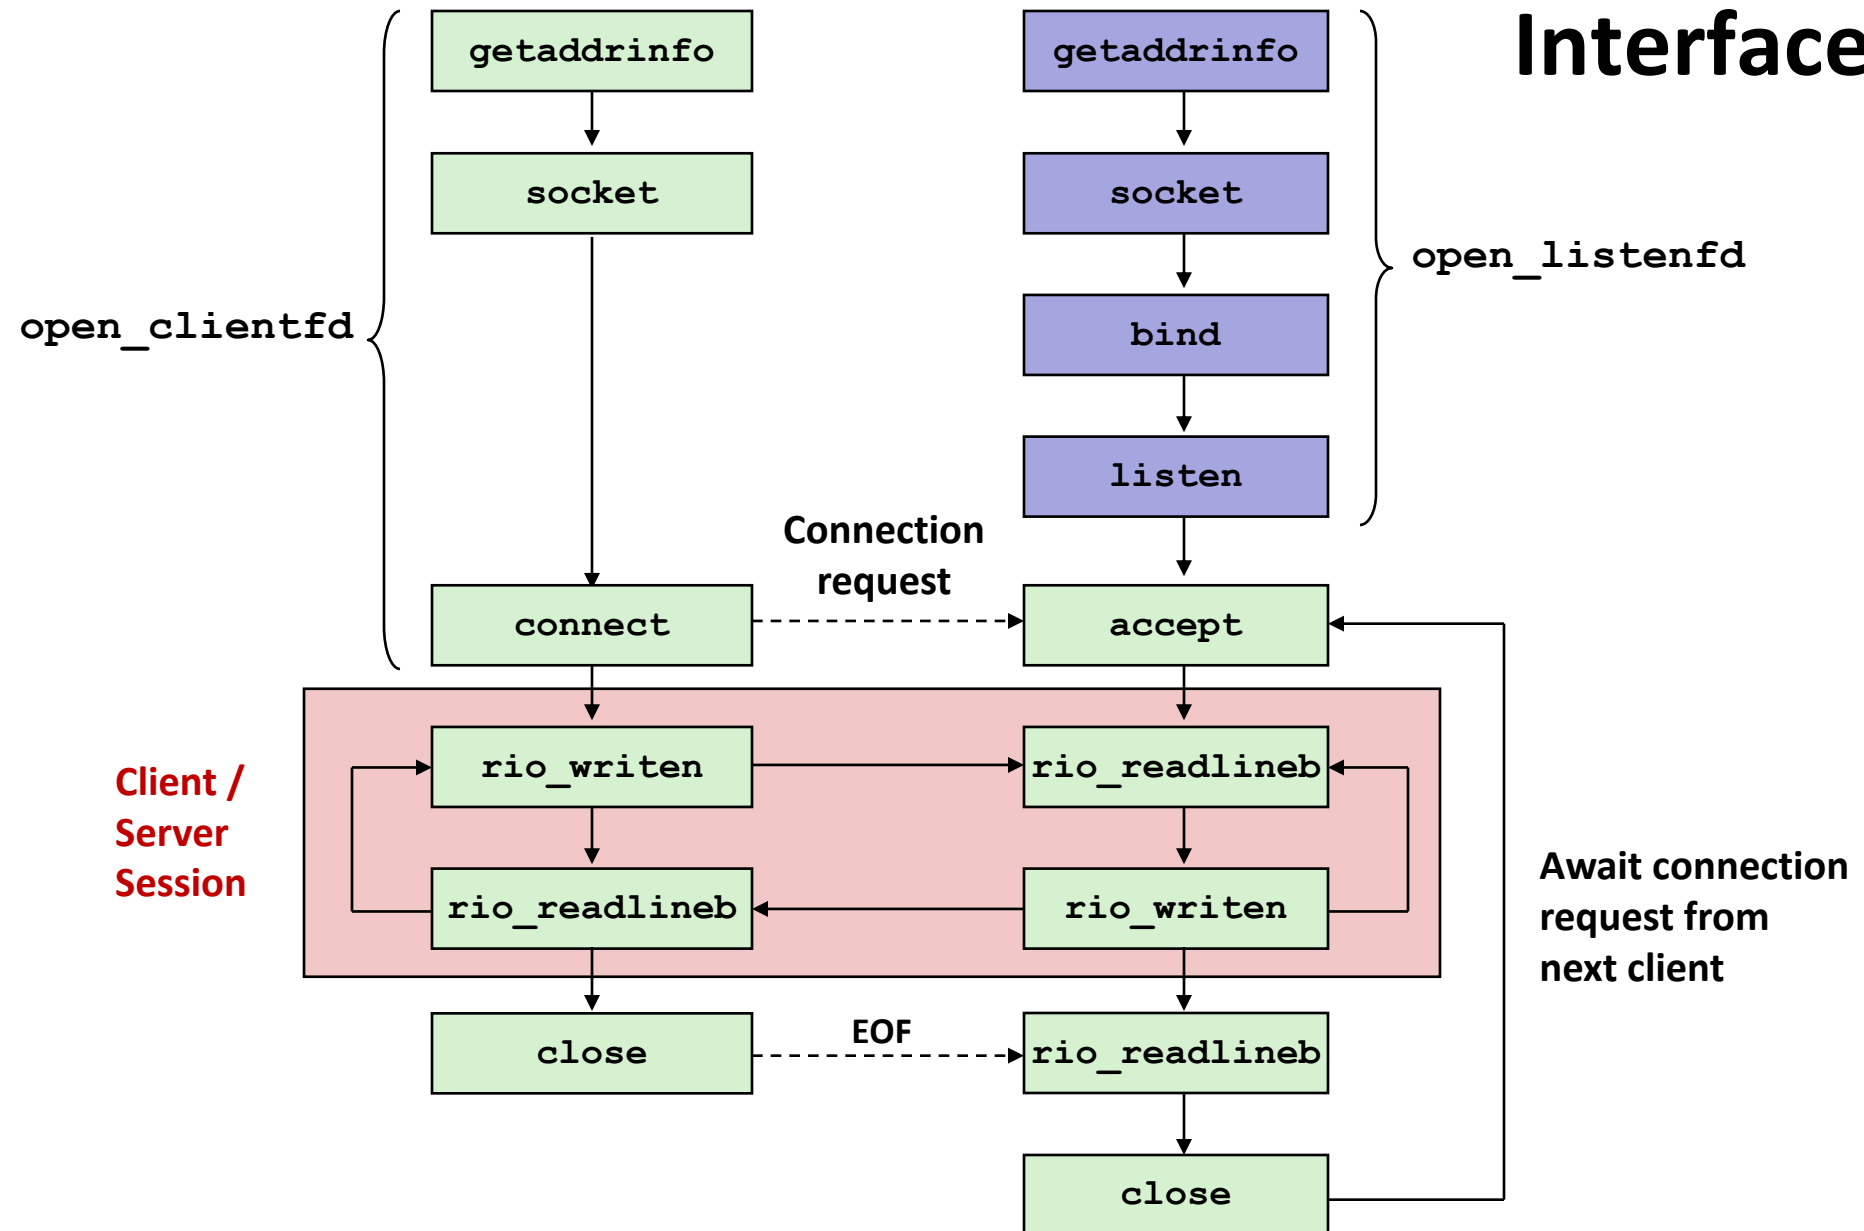 Interface
getaddrinfo
getaddrinfo
socket
socket
open_listenfd
open_clientfd
bind
listen
Connection
request
connect
accept
Client /
Server
Session
rio_writen
rio_readlineb
rio_readlineb
rio_writen
Await connection
request from
next client
close
EOF
rio_readlineb
close